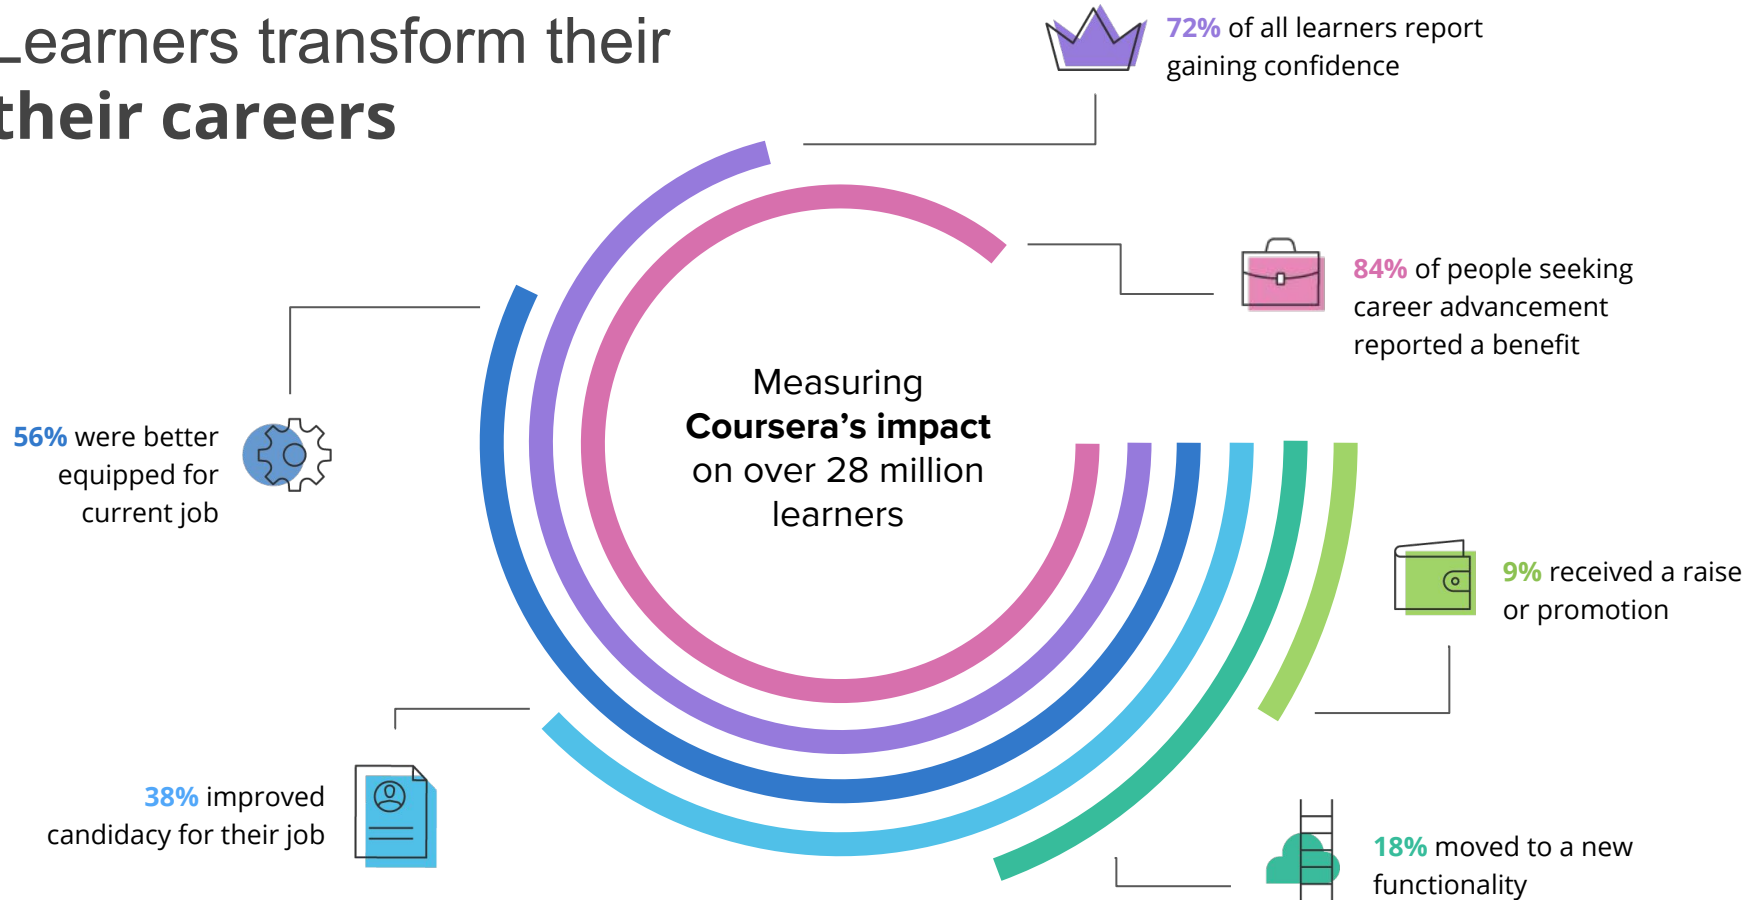 Learners transform their
their careers
72% of all learners report
gaining confidence
84% of people seeking
career advancement
reported a benefit
Measuring
Coursera’s impact
on over 28 million
learners
56% were better
equipped for
current job
9% received a raise
or promotion
38% improved
candidacy for their job
18% moved to a new
functionality